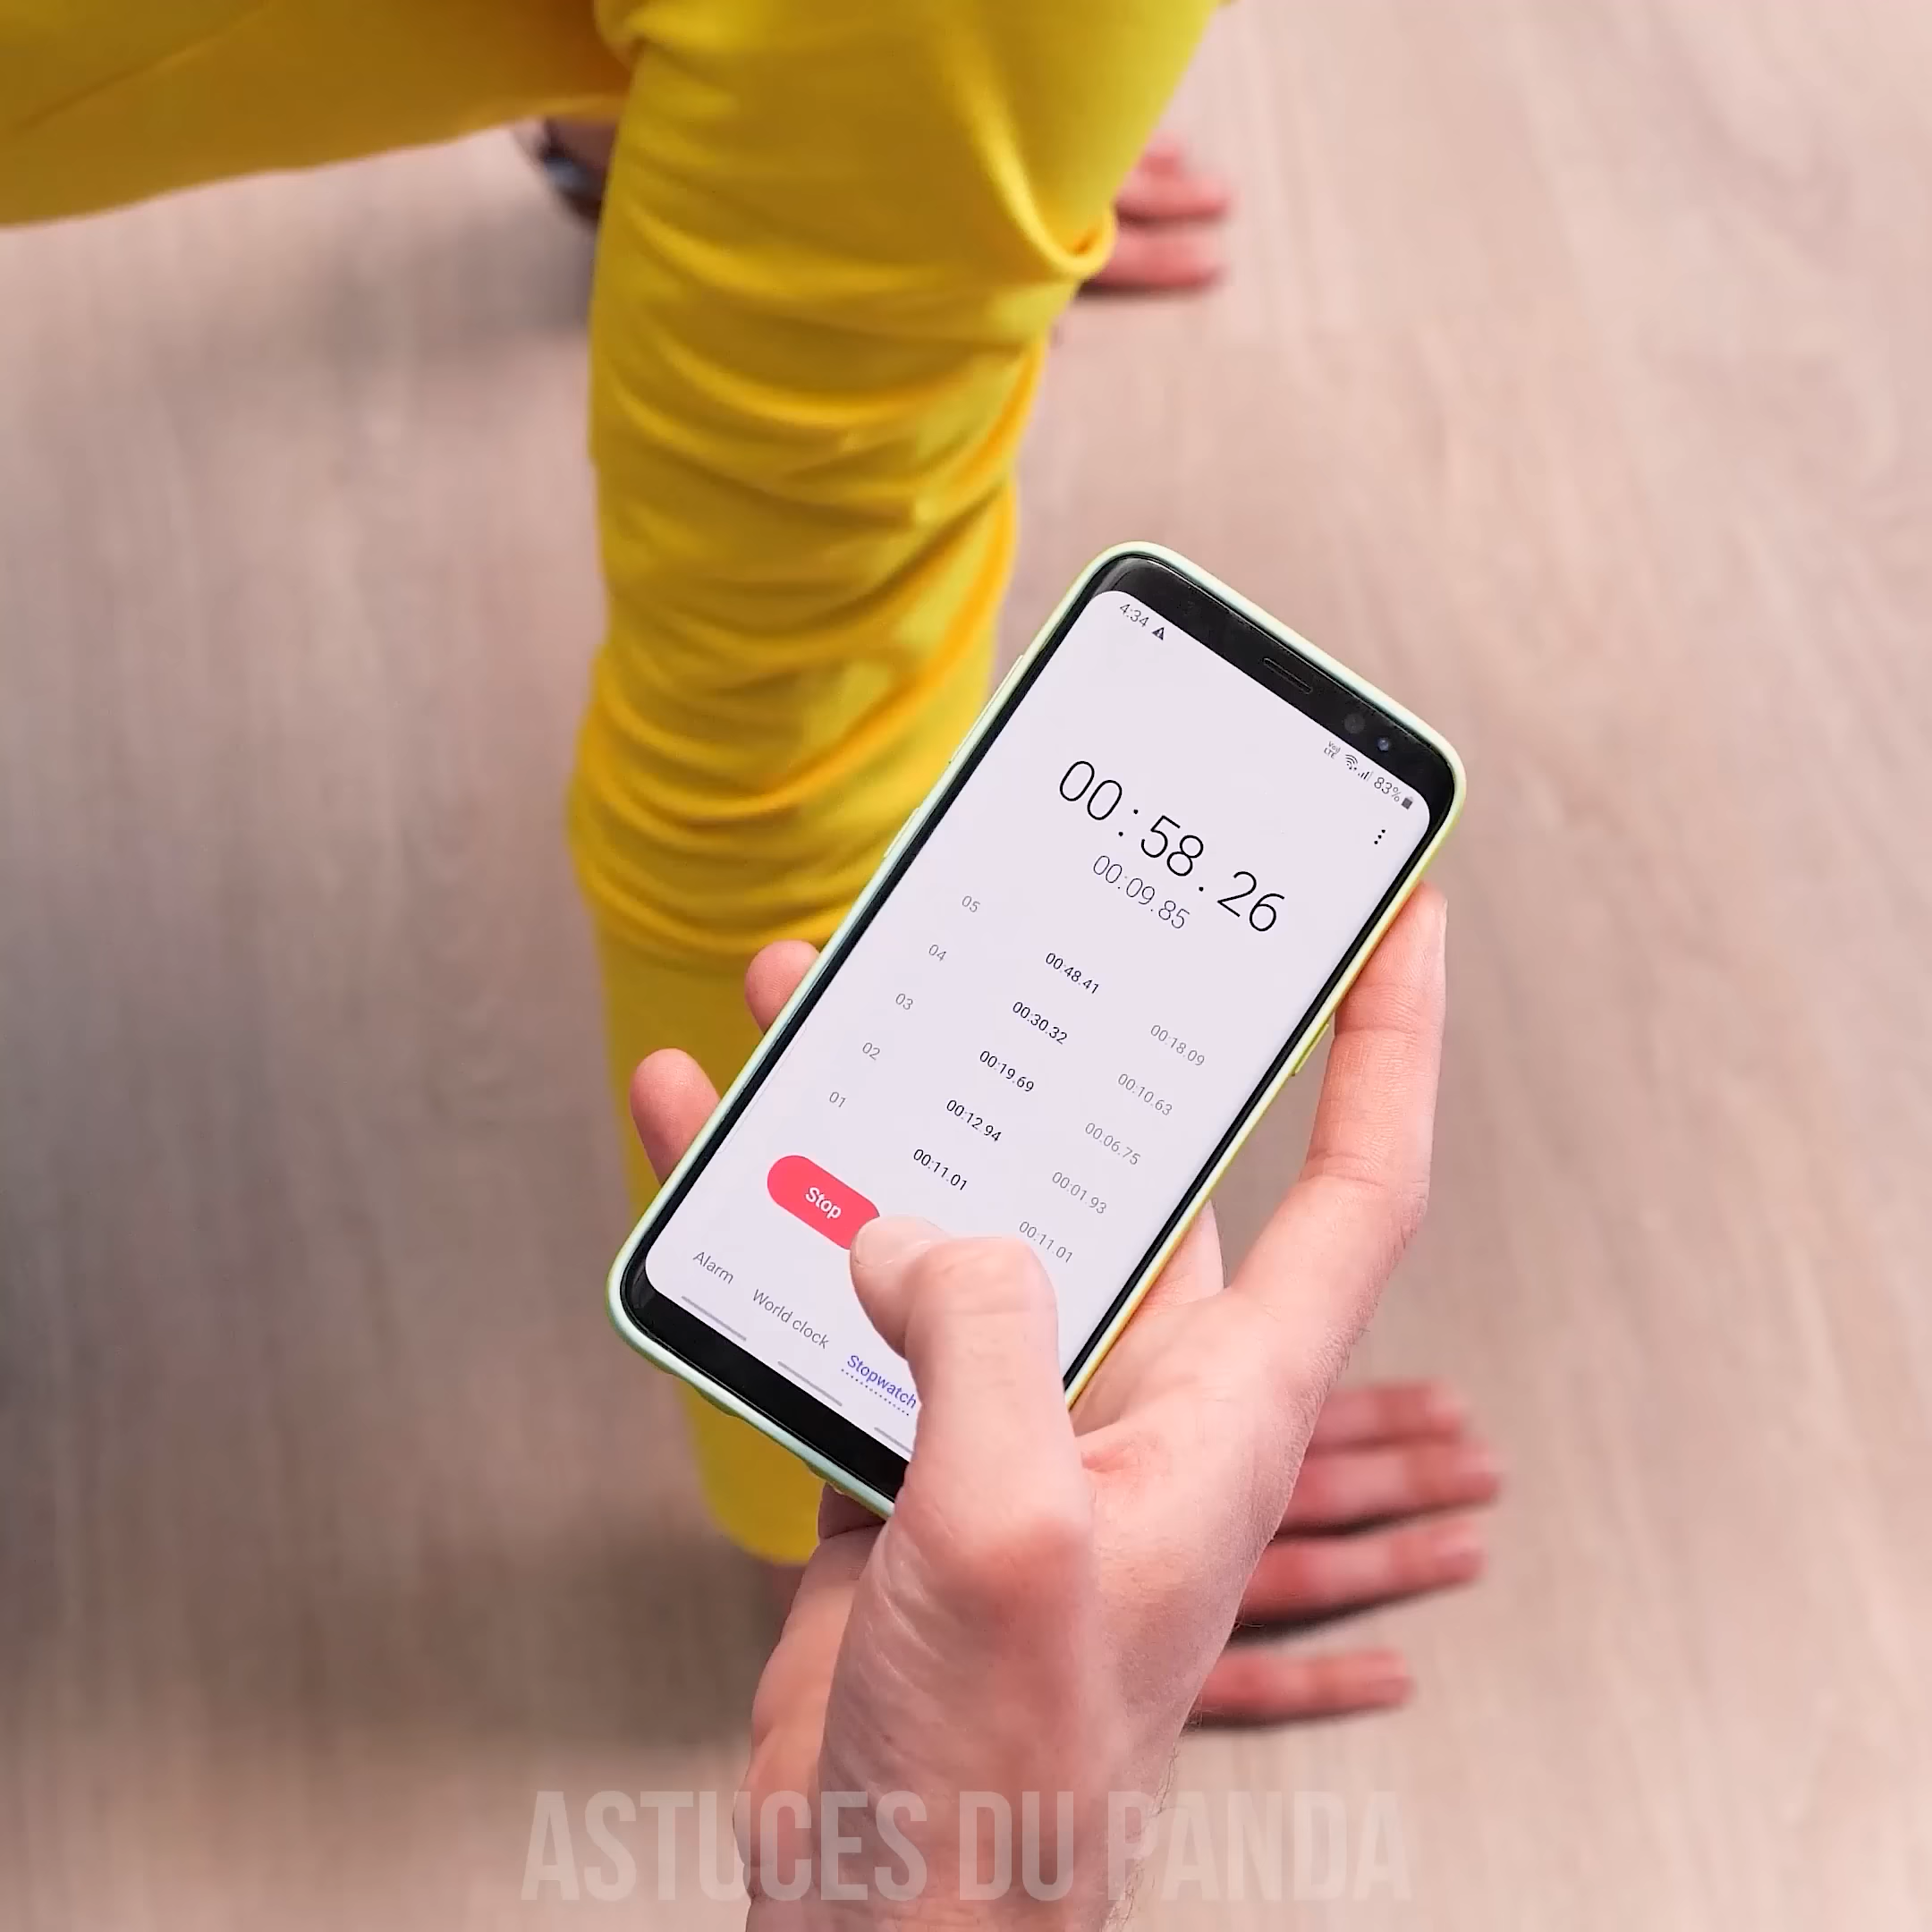 4:34
Vo) LTE 83%
00:58.26
00:09.85
05 00:48.41 00:18.09
04 00:30.32 00:10.63
03 00:19.69 00:06.75
02 00:12.94 00:01.93
01 00:11.01 00:11.01
Stop
Alarm World clock Stopwatch
ASTUCES DU PANDA